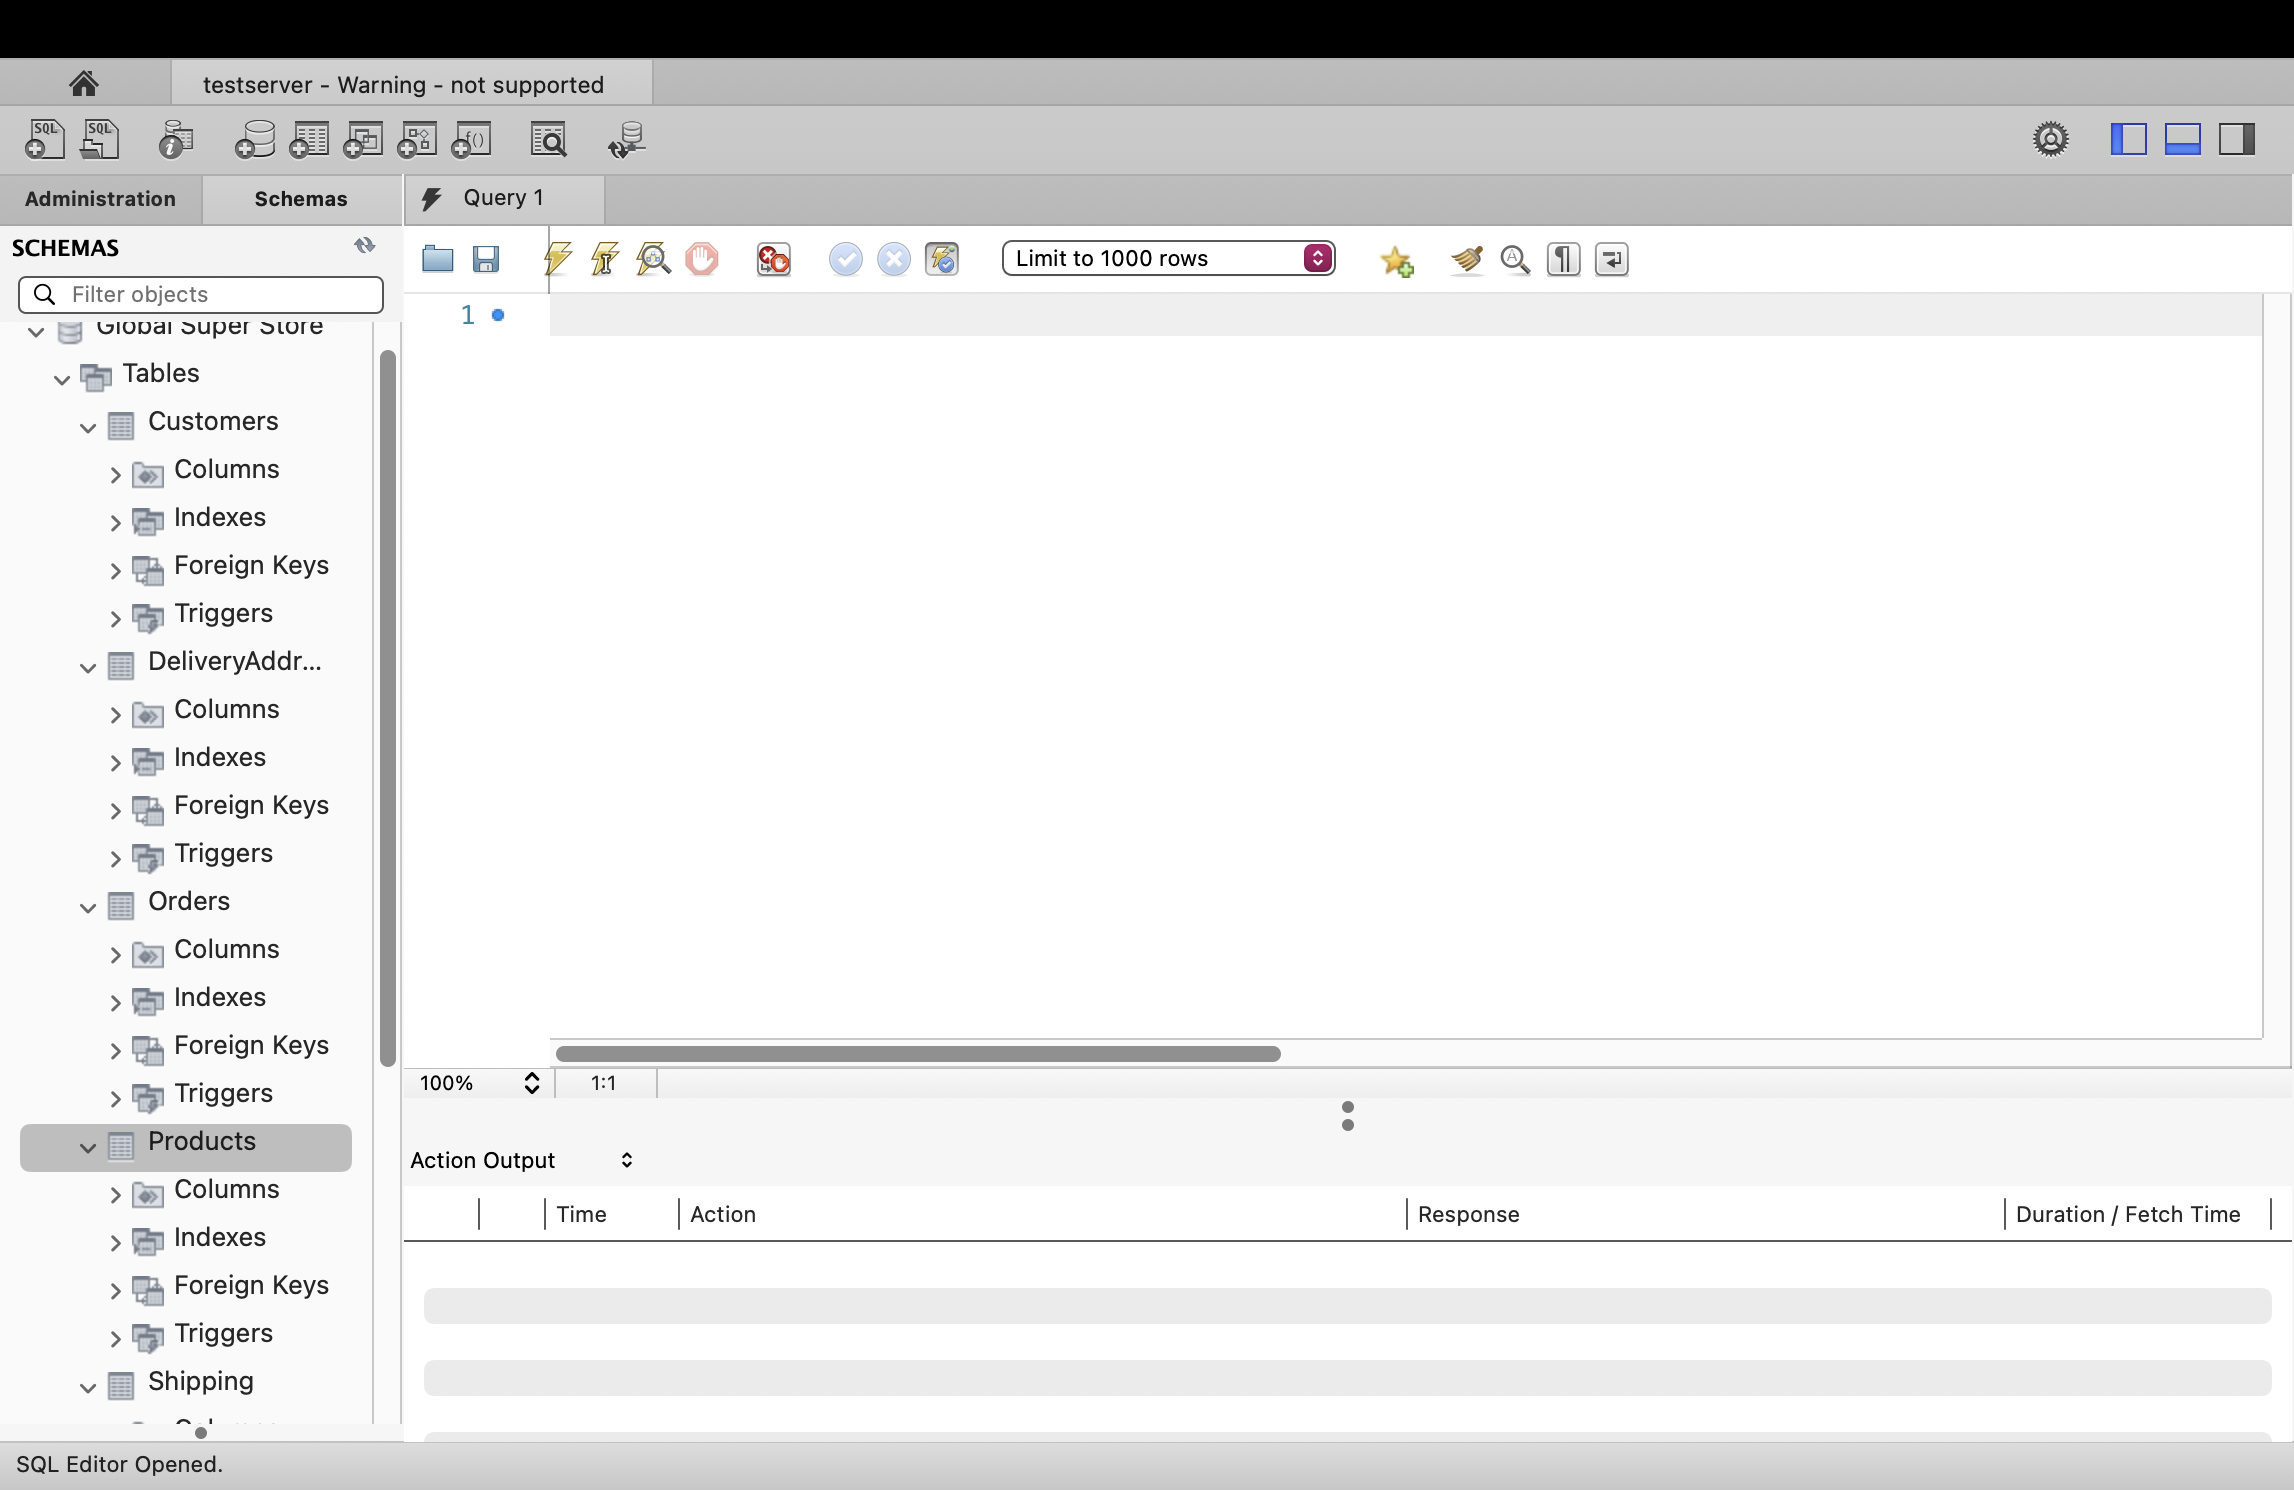 testserver - Warning - not supported
SQL SQL
Administration Schemas Query 1
SCHEMAS
Filter objects Limit to 1000 rows
1
Global Super Store
Tables
Customers
Columns
Indexes
Foreign Keys
Triggers
DeliveryAddr...
Columns
Indexes
Foreign Keys
Triggers
Orders
Columns
Indexes
Foreign Keys
Triggers
Products
Columns
Indexes
Foreign Keys
Triggers
Shipping
100% 1:1
Action Output
Time Action Response Duration / Fetch Time
SQL Editor Opened.